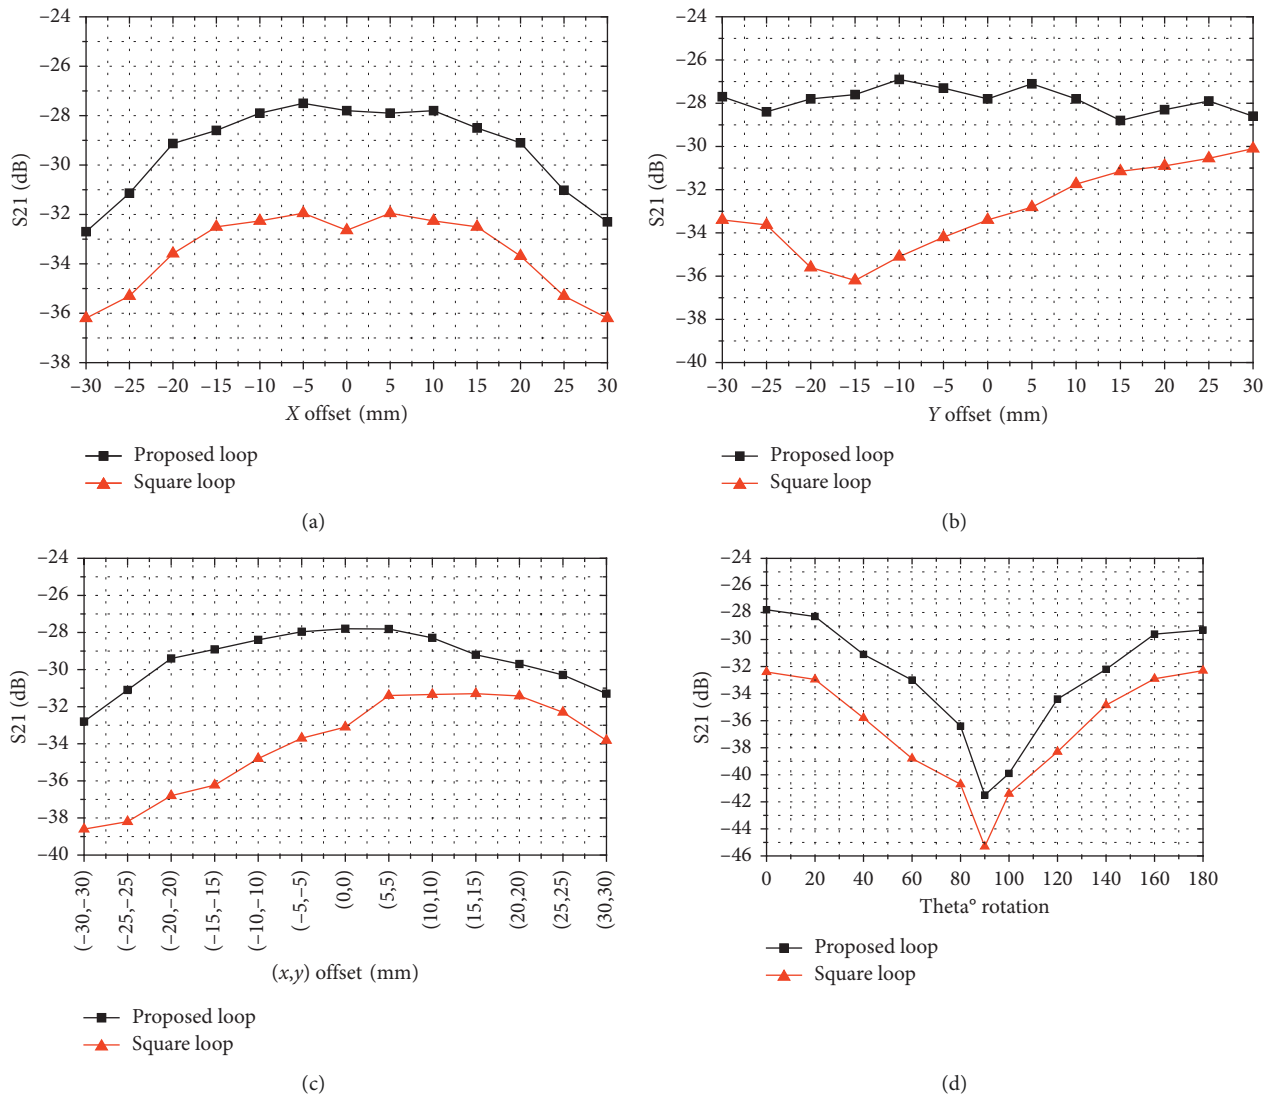 −24
−26
−28
−30
−32
−34
−36
−38
S21 (dB)
−30 −25 −20 −15 −10 −5 0 5 10 15 20 25 30
X offset (mm)
Proposed loop
Square loop
(a)
−24
−26
−28
−30
−32
−34
−36
−38
−40
S21 (dB)
−30 −25 −20 −15 −10 −5 0 5 10 15 20 25 30
Y offset (mm)
Proposed loop
Square loop
(b)
−24
−26
−28
−30
−32
−34
−36
−38
−40
S21 (dB)
(−30,−30) (−25,−25) (−20,−20) (−15,−15) (−10,−10) (−5,−5) (0,0) (5,5) (10,10) (15,15) (20,20) (25,25) (30,30)
(x,y) offset (mm)
Proposed loop
Square loop
(c)
−24
−26
−28
−30
−32
−34
−36
−38
−40
−42
−44
−46
S21 (dB)
0 20 40 60 80 100 120 140 160 180
Theta° rotation
Proposed loop
Square loop
(d)